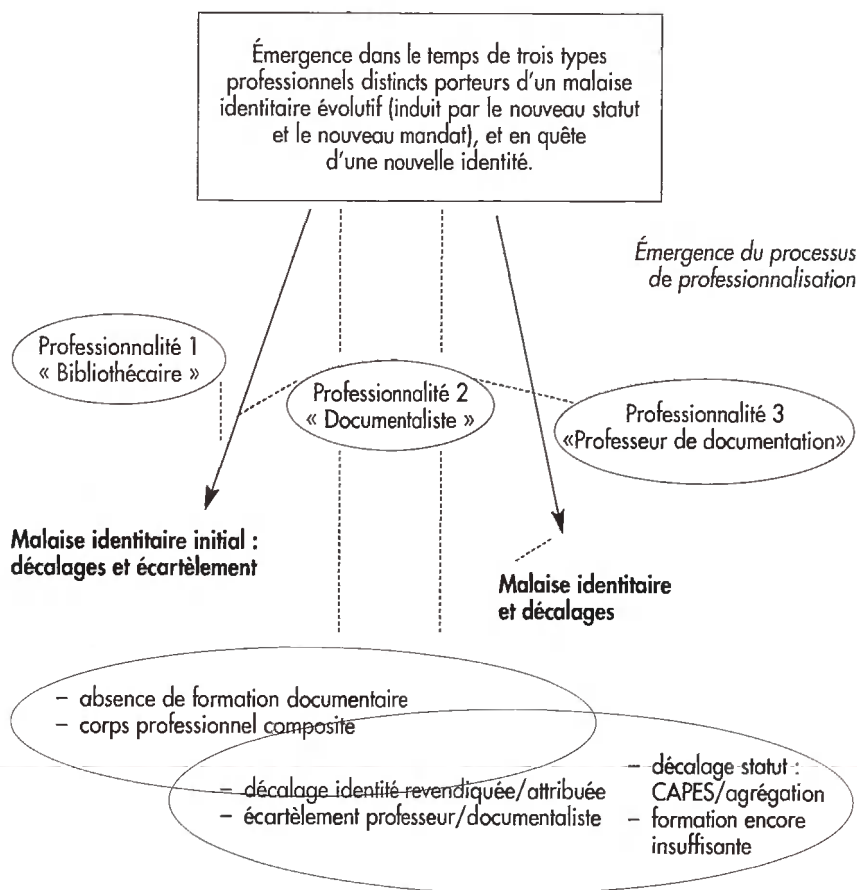 Émergence dans le temps de trois types
professionnels distincts porteurs d'un malaise
identitaire évolutif (induit par le nouveau statut
et le nouveau mandat), et en quête
d'une nouvelle identité.
Émergence du processus
de professionnalisation
Professionnalité 1
« Bibliothécaire »
Professionnalité 2
« Documentaliste »
Professionnalité 3
«Professeur de documentation»
Malaise identitaire initial :
décalages et écartèlement
Malaise identitaire
et décalages
– absence de formation documentaire
– corps professionnel composite
– décalage identité revendiquée/attribuée
– écartèlement professeur/documentaliste
– décalage statut :
CAPES/agrégation
– formation encore
insuffisante